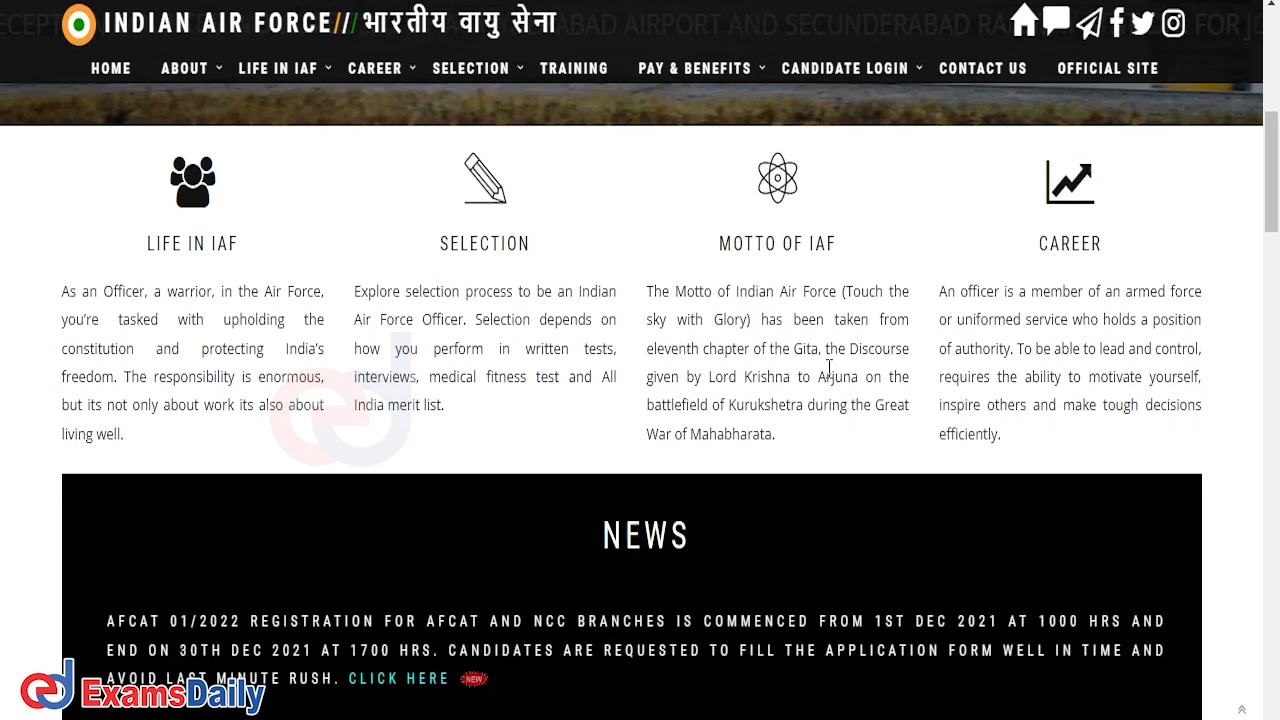 INDIAN AIR FORCE// भारतीय वायु सेना
HOME ABOUT LIFE IN IAF CAREER SELECTION TRAINING PAY & BENEFITS CANDIDATE LOGIN CONTACT US OFFICIAL SITE
LIFE IN IAF
As an Officer, a warrior, in the Air Force,
you're tasked with upholding the
constitution and protecting India's
freedom. The responsibility is enormous,
but its not only about work its also about
living well.
SELECTION
Explore selection process to be an Indian
Air Force Officer. Selection depends on
how you perform in written tests,
interviews, medical fitness test and All
India merit list.
MOTTO OF IAF
The Motto of Indian Air Force (Touch the
sky with Glory) has been taken from
eleventh chapter of the Gita, the Discourse
given by Lord Krishna to Arjuna on the
battlefield of Kurukshetra during the Great
War of Mahabharata.
CAREER
An officer is a member of an armed force
or uniformed service who holds a position
of authority. To be able to lead and control,
requires the ability to motivate yourself,
inspire others and make tough decisions
efficiently.
NEWS
AFCAT 01/2022 REGISTRATION FOR AFCAT AND NCC BRANCHES IS COMMENCED FROM 1ST DEC 2021 AT 1000 HRS AND
END ON 30TH DEC 2021 AT 1700 HRS. CANDIDATES ARE REQUESTED TO FILL THE APPLICATION FORM WELL IN TIME AND
AVOID LAST MINUTE RUSH. CLICK HERE NEW
ExamsDaily